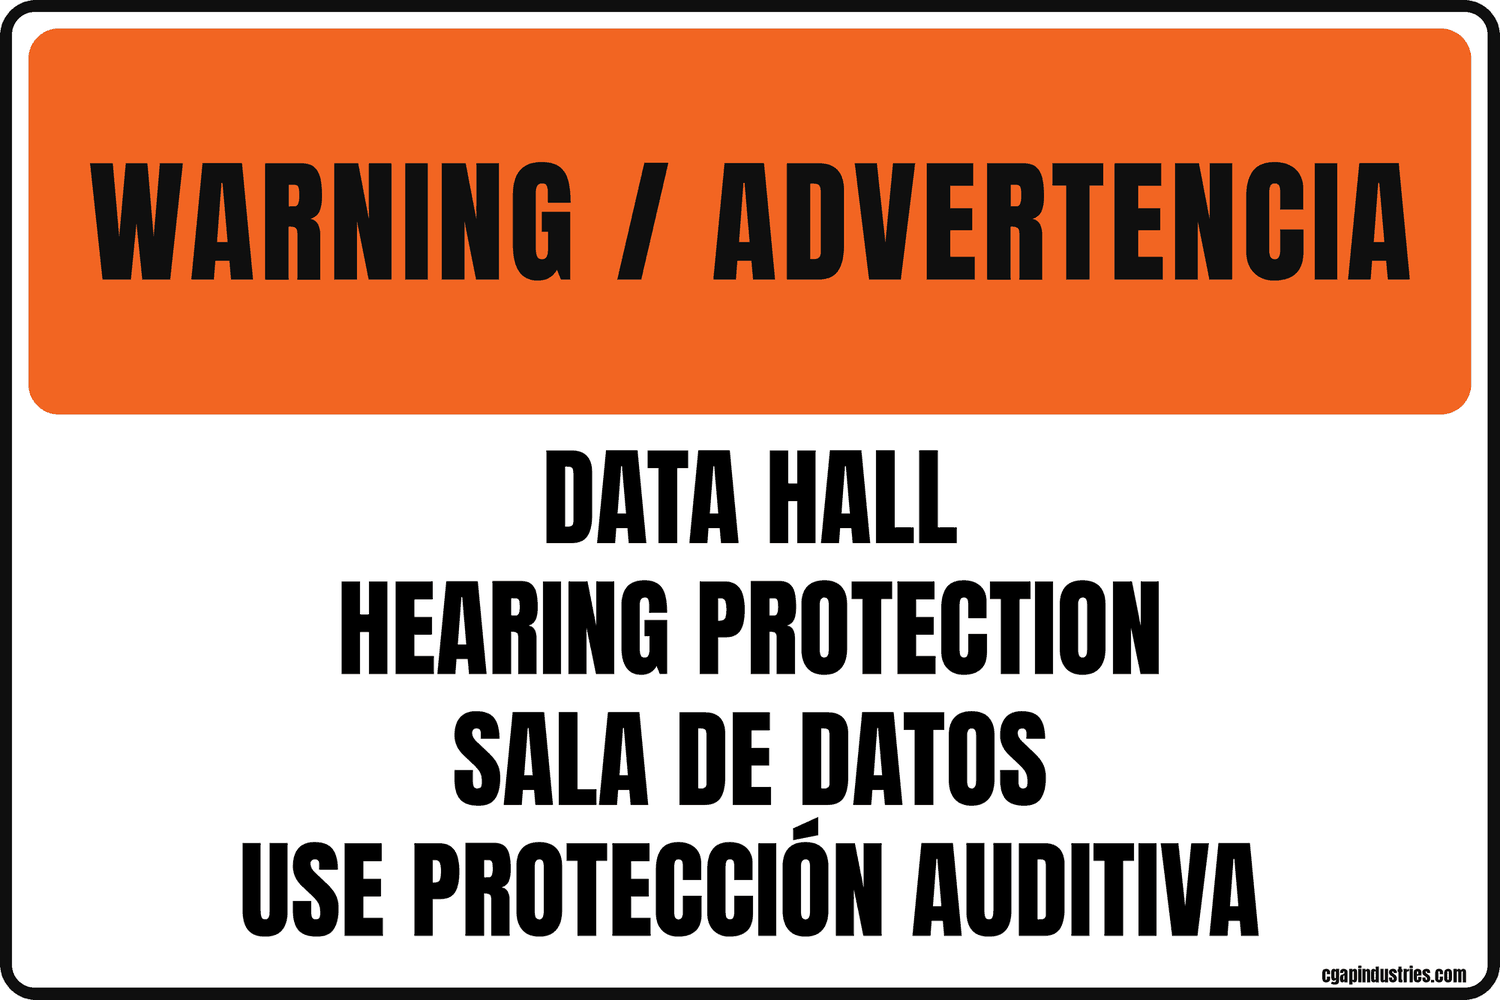 WARNING / ADVERTENCIA
DATA HALL
HEARING PROTECTION
SALA DE DATOS
USE PROTECCIÓN AUDITIVA
cgapindustries.com